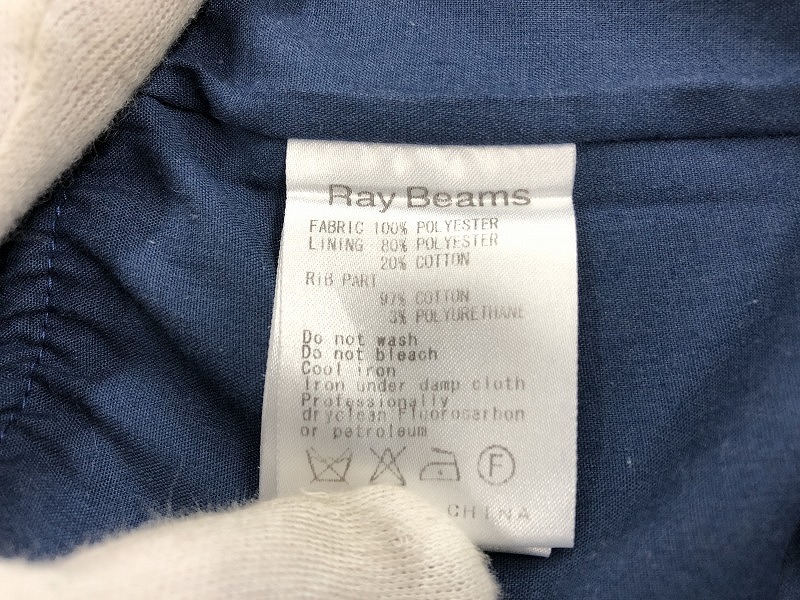 Ray Beams
FABRIC 100% POLYESTER
LINING 80% POLYESTER
20% COTTON
RiB PART
97% COTTON
3% POLYURETHANE
Do not wash
Do not bleach
Cool iron
Iron under damp cloth
Professionally
dryclean Fluorocarbon
or petroleum
F
CHINA